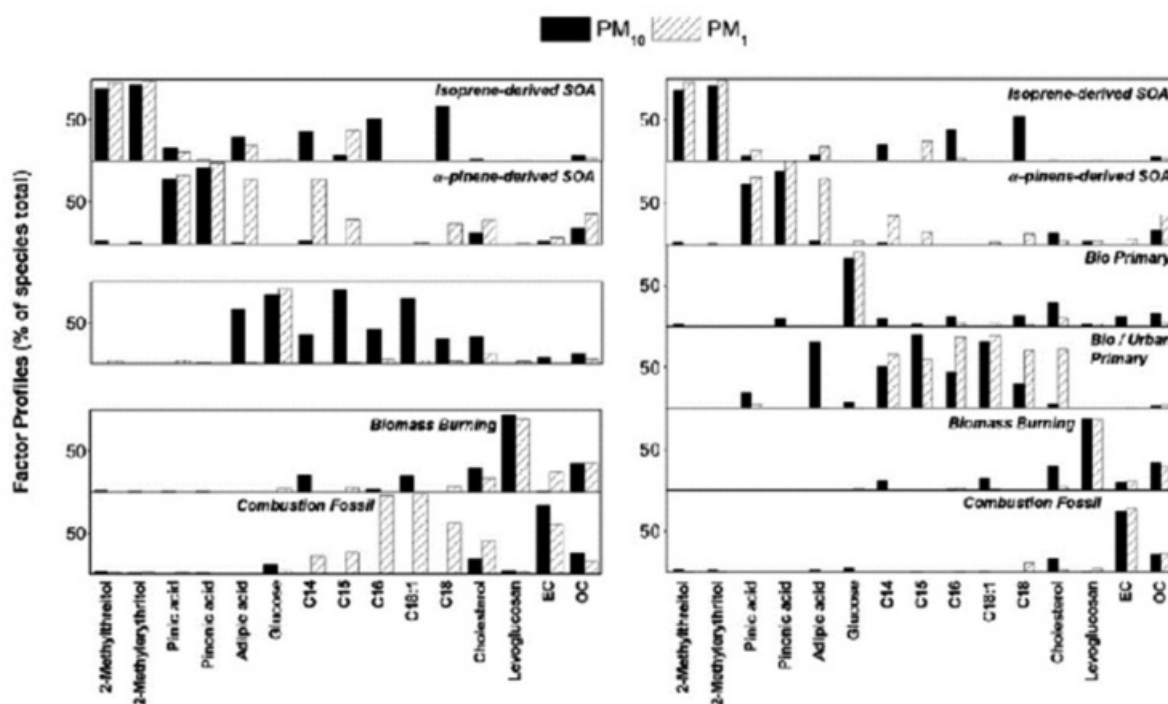 PM10 PM1
Factor Profiles (% of species total)
Isoprene-derived SOA
50
α-pinene-derived SOA
50
50
Biomass Burning
50
Combustion Fossil
50
2-Methylthreitol
2-Methylerythritol
Pinic acid
Pinonic acid
Adipic acid
Glucose
C14
C15
C16
C18:1
C18
Cholesterol
Levoglucosan
EC
OC
Isoprene-derived SOA
50
α-pinene-derived SOA
50
Bio Primary
50
Bio / Urban
Primary
50
Biomass Burning
50
Combustion Fossil
50
2-Methylthreitol
2-Methylerythritol
Pinic acid
Pinonic acid
Adipic acid
Glucose
C14
C15
C16
C18:1
C18
Cholesterol
Levoglucosan
EC
OC